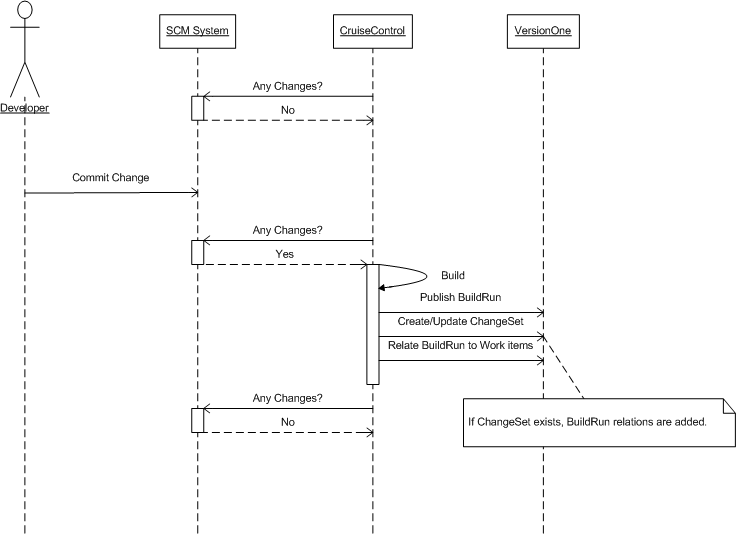 SCM System
CruiseControl
VersionOne
Any Changes?
Developer
No
Commit Change
Any Changes?
Yes
Build
Publish BuildRun
Create/Update ChangeSet
Relate BuildRun to Work items
Any Changes?
No
If ChangeSet exists, BuildRun relations are added.